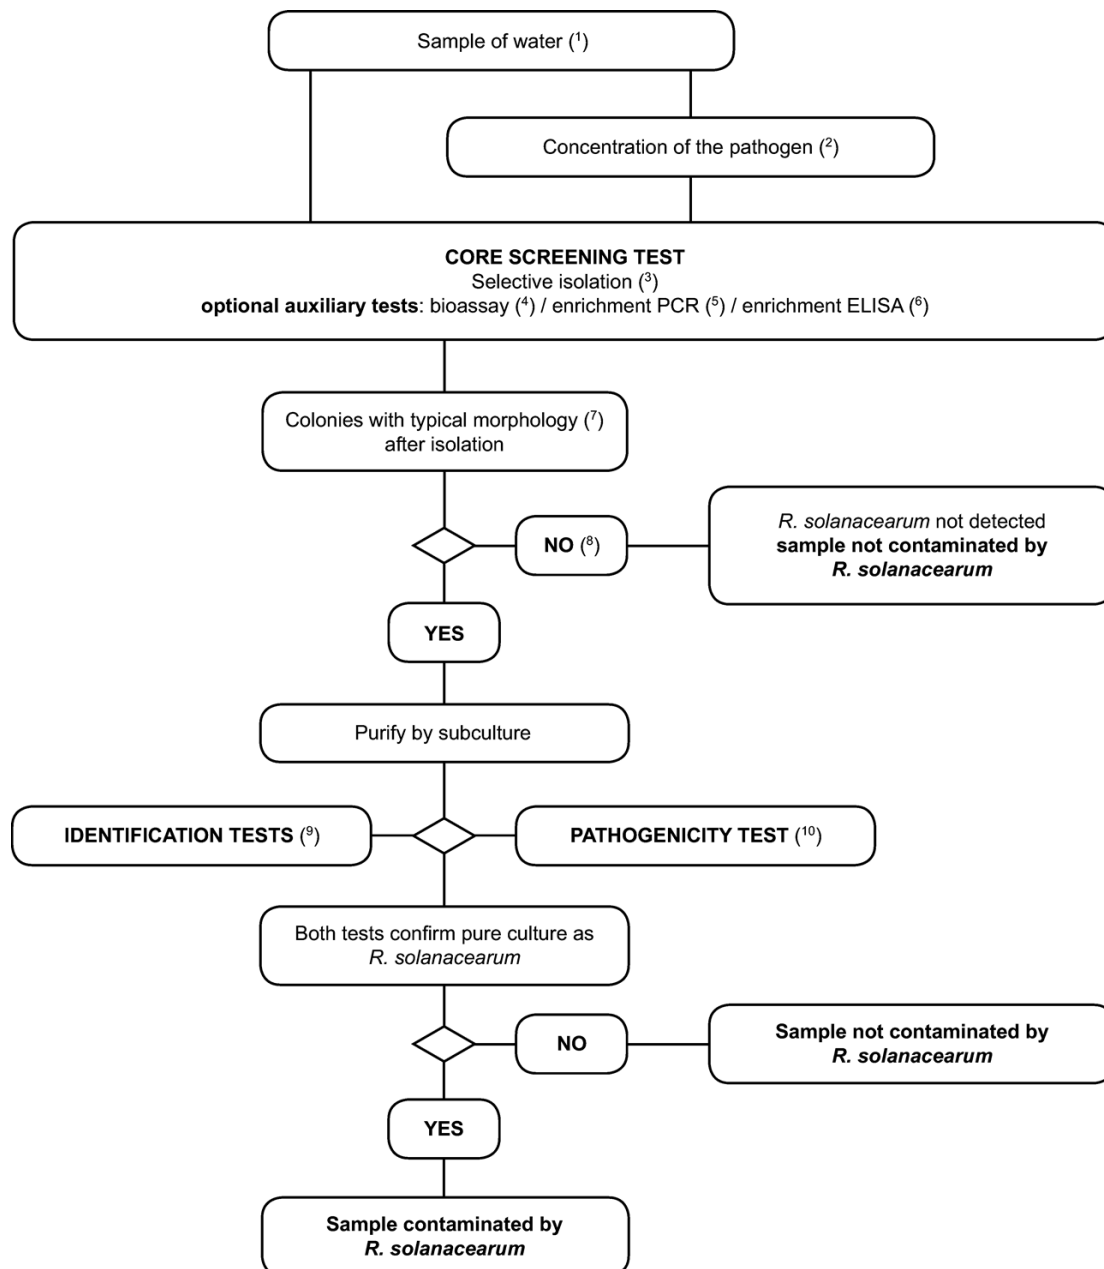 Sample of water (¹)
Concentration of the pathogen (²)
CORE SCREENING TEST
Selective isolation (³)
optional auxiliary tests: bioassay (⁴) / enrichment PCR (⁵) / enrichment ELISA (⁶)
Colonies with typical morphology (⁷)
after isolation
NO (⁸)
R. solanacearum not detected
sample not contaminated by
R. solanacearum
YES
Purify by subculture
IDENTIFICATION TESTS (⁹)
PATHOGENICITY TEST (¹⁰)
Both tests confirm pure culture as
R. solanacearum
NO
Sample not contaminated by
R. solanacearum
YES
Sample contaminated by
R. solanacearum